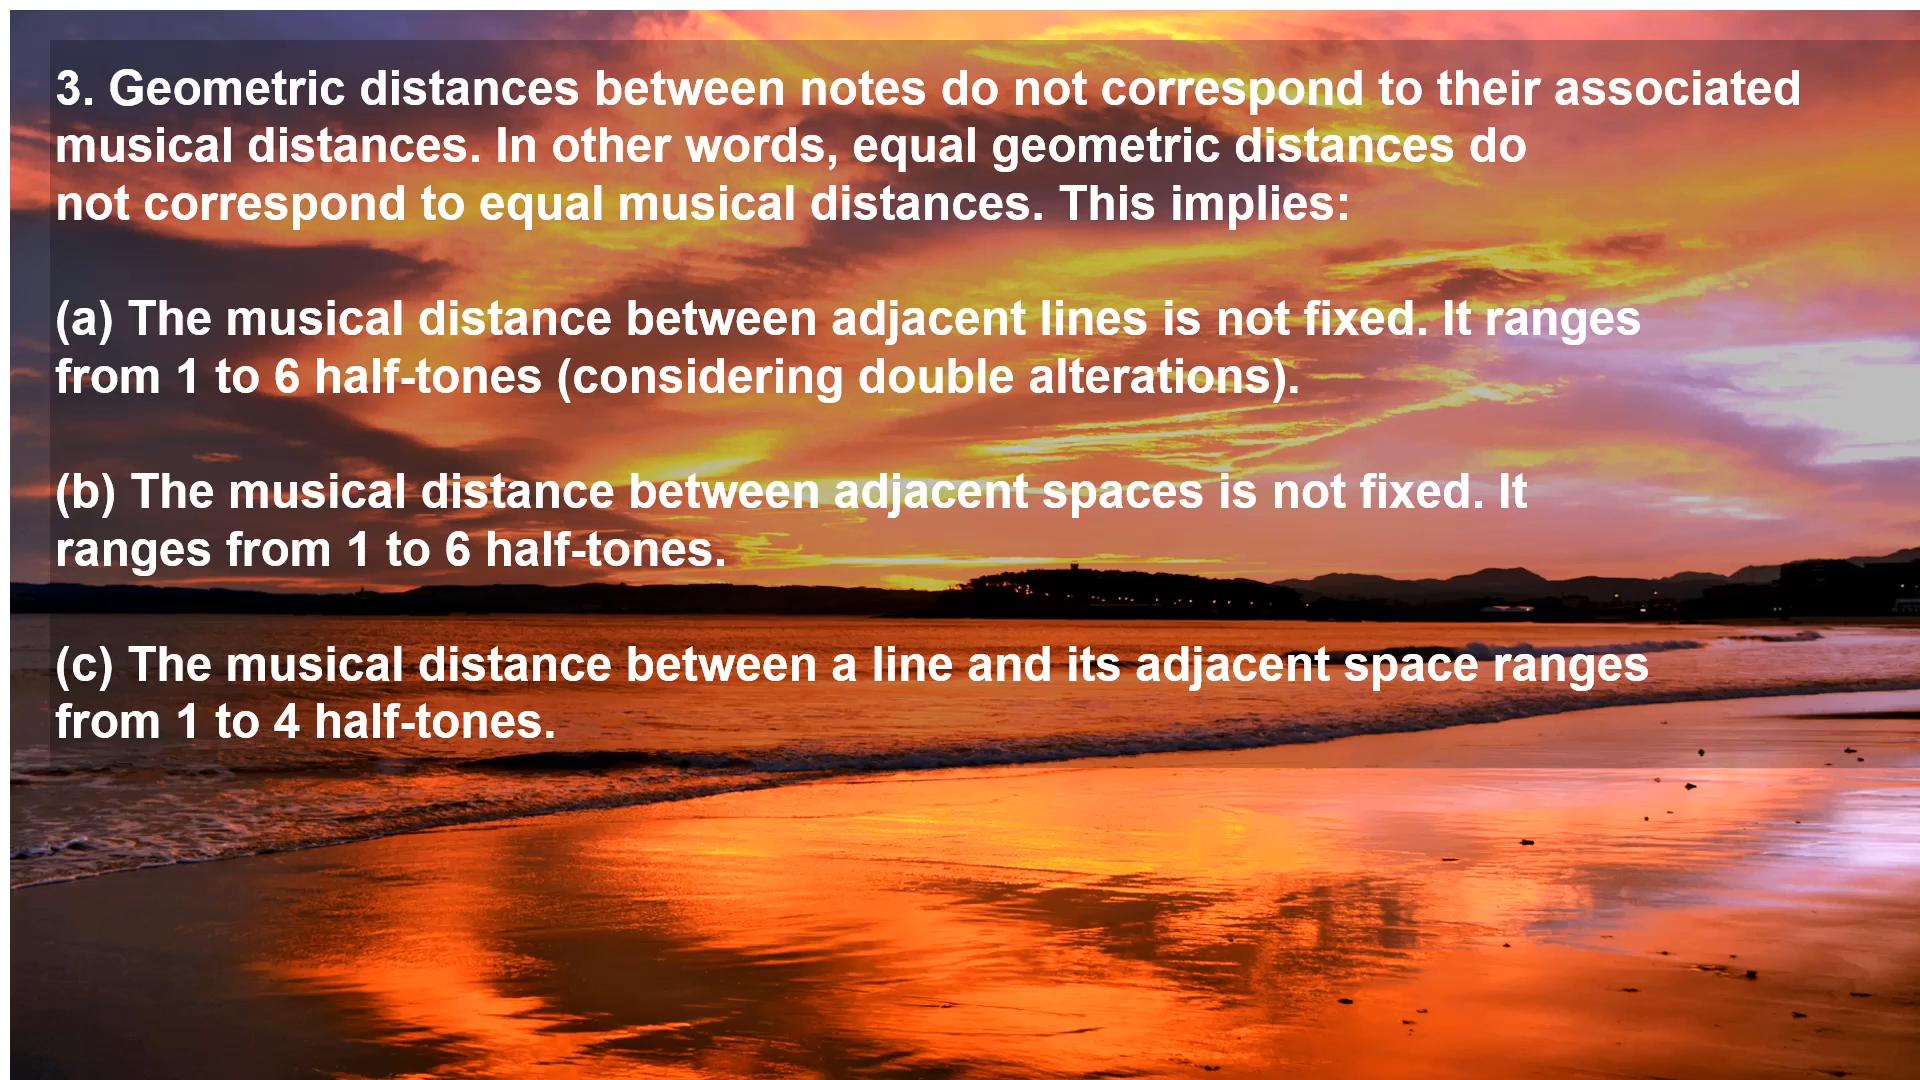 3. Geometric distances between notes do not correspond to their associated
musical distances. In other words, equal geometric distances do
not correspond to equal musical distances. This implies:
(a) The musical distance between adjacent lines is not fixed. It ranges
from 1 to 6 half-tones (considering double alterations).
(b) The musical distance between adjacent spaces is not fixed. It
ranges from 1 to 6 half-tones.
(c) The musical distance between a line and its adjacent space ranges
from 1 to 4 half-tones.